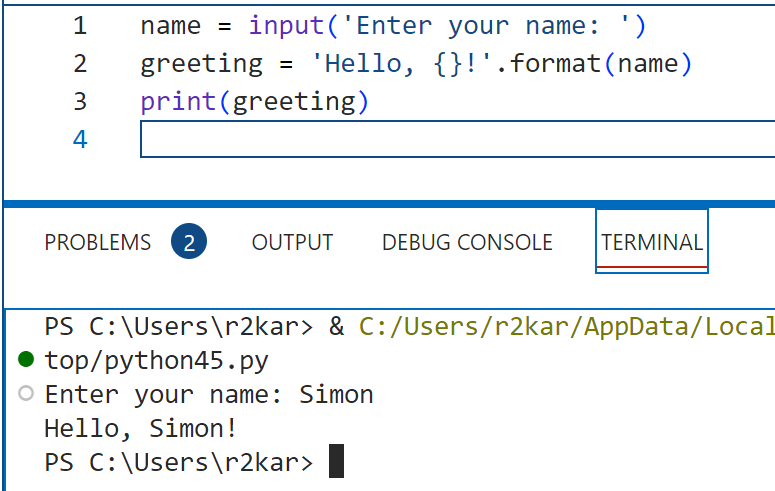 1 name = input('Enter your name: ')
2 greeting = 'Hello, {}!'.format(name)
3 print(greeting)
4
PROBLEMS 2 OUTPUT DEBUG CONSOLE TERMINAL
PS C:\Users\r2kar> & C:/Users/r2kar/AppData/Local
top/python45.py
Enter your name: Simon
Hello, Simon!
PS C:\Users\r2kar>